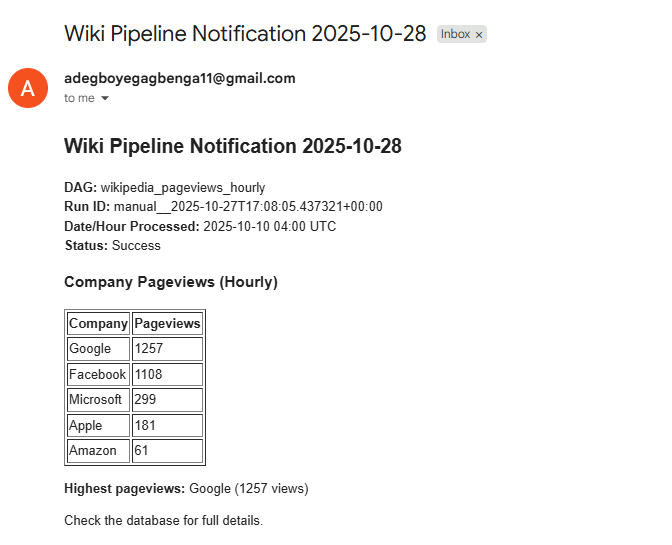 Wiki Pipeline Notification 2025-10-28 Inbox ×
A
adegboyegagbenga11@gmail.com
to me
Wiki Pipeline Notification 2025-10-28
DAG: wikipedia_pageviews_hourly
Run ID: manual__2025-10-27T17:08:05.437321+00:00
Date/Hour Processed: 2025-10-10 04:00 UTC
Status: Success
Company Pageviews (Hourly)
Company Pageviews
Google 1257
Facebook 1108
Microsoft 299
Apple 181
Amazon 61
Highest pageviews: Google (1257 views)
Check the database for full details.